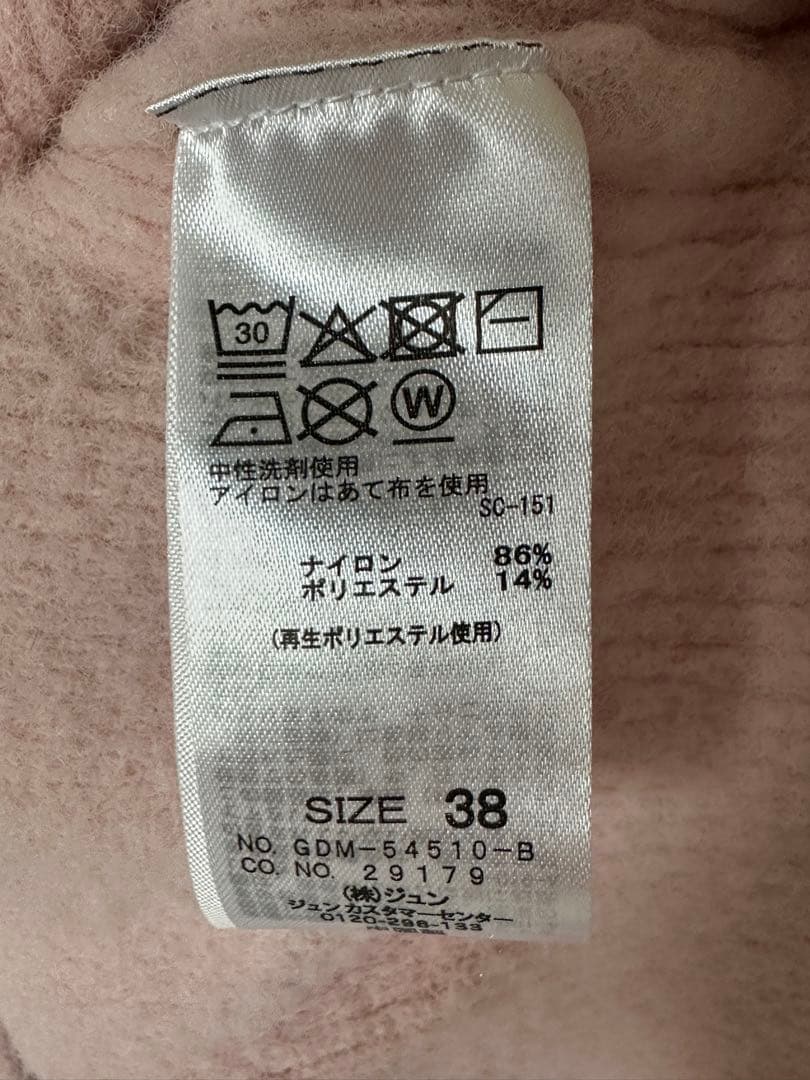 30
W
中性洗剤使用
アイロンはあて布を使用
SC-151
ナイロン 86%
ポリエステル 14%
(再生ポリエステル使用)
SIZE 38
NO. GDM-54510-B
CO. NO. 29179
(株)ジュン
ジュンカスタマーセンター
0120-298-133